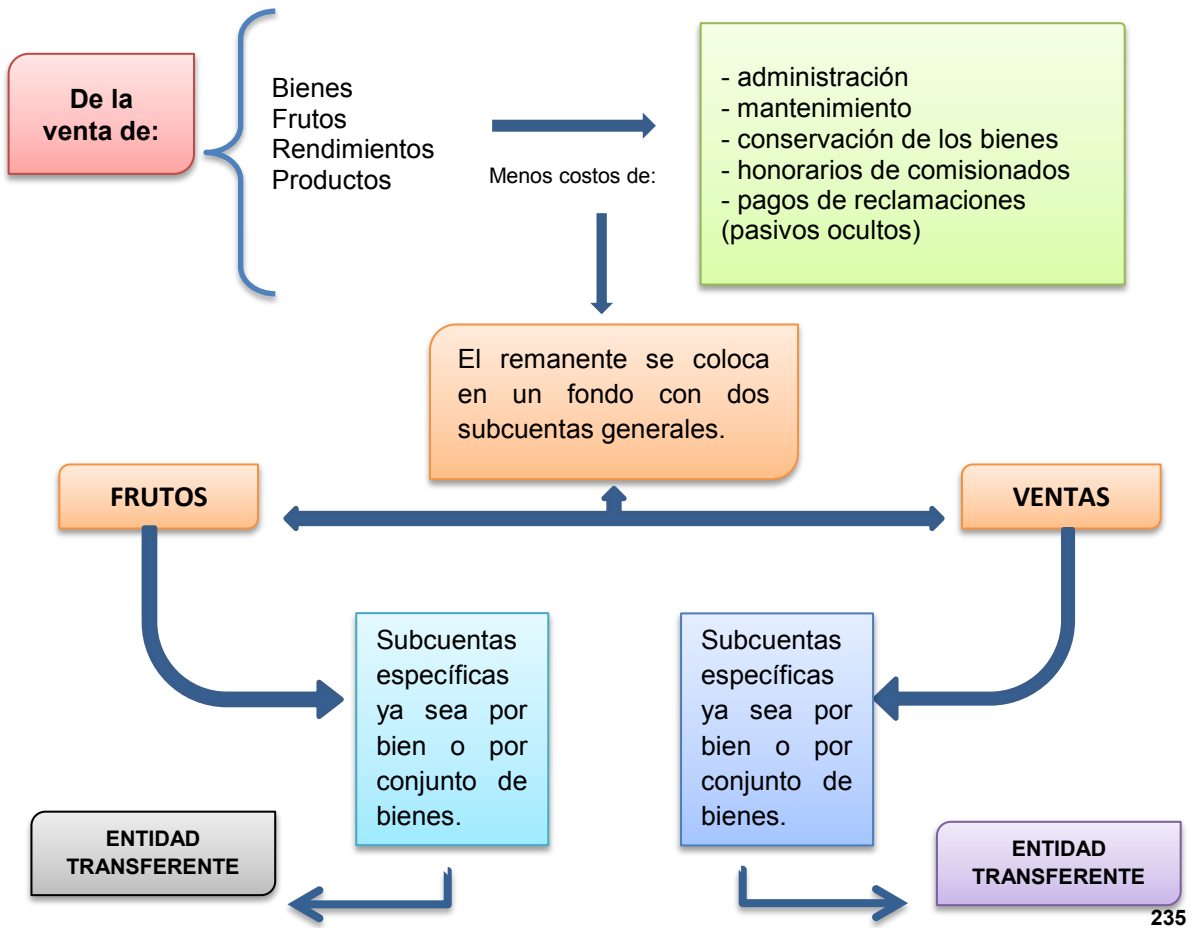 De la
venta de:
Bienes
Frutos
Rendimientos
Productos
Menos costos de:
- administración
- mantenimiento
- conservación de los bienes
- honorarios de comisionados
- pagos de reclamaciones
(pasivos ocultos)
El remanente se coloca
en un fondo con dos
subcuentas generales.
FRUTOS
VENTAS
Subcuentas
específicas
ya sea por
bien o por
conjunto de
bienes.
Subcuentas
específicas
ya sea por
bien o por
conjunto de
bienes.
ENTIDAD
TRANSFERENTE
ENTIDAD
TRANSFERENTE
235